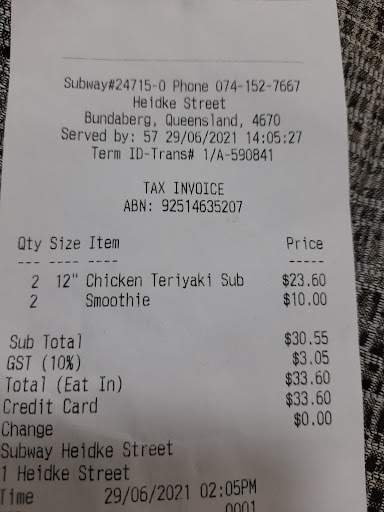 Subway#24715-0 Phone 074-152-7667
Heidke Street
Bundaberg, Queensland, 4670
Served by: 57 29/06/2021 14:05:27
Term ID-Trans# 1/A-590841
TAX INVOICE
ABN: 92514635207
Qty Size Item Price
--- ---- ---- -----
2 12" Chicken Teriyaki Sub $23.60
2 Smoothie $10.00
Sub Total $30.55
GST (10%) $3.05
Total (Eat In) $33.60
Credit Card $33.60
Change $0.00
Subway Heidke Street
1 Heidke Street
Time 29/06/2021 02:05PM
0001